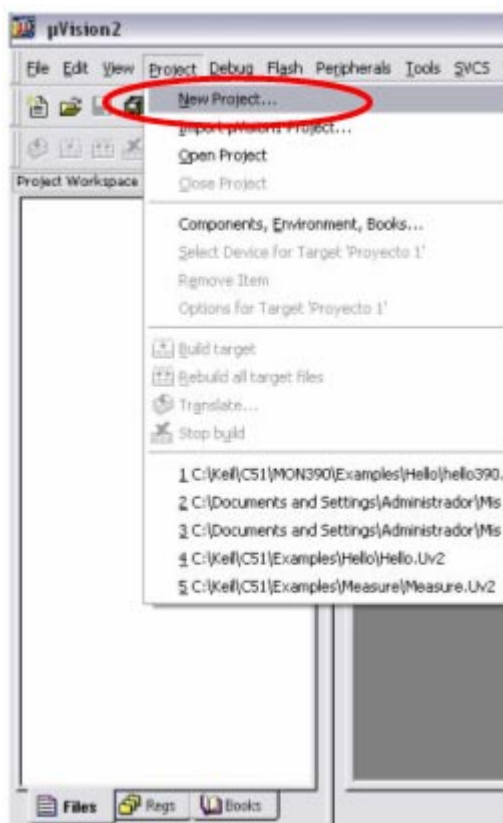 µVision2
File Edit View Project Debug Flash Peripherals Tools SVCS
New Project...
Import µVision1 Project...
Open Project
Close Project
Project Workspace
Components, Environment, Books...
Select Device for Target 'Proyecto 1'
Remove Item
Options for Target 'Proyecto 1'
Build target
Rebuild all target files
Translate...
Stop build
1 C:\Keil\C51\MON390\Examples\Hello\hello390.
2 C:\Documents and Settings\Administrador\Mis
3 C:\Documents and Settings\Administrador\Mis
4 C:\Keil\C51\Examples\Hello\Hello.Uv2
5 C:\Keil\C51\Examples\Measure\Measure.Uv2
Files Regs Books